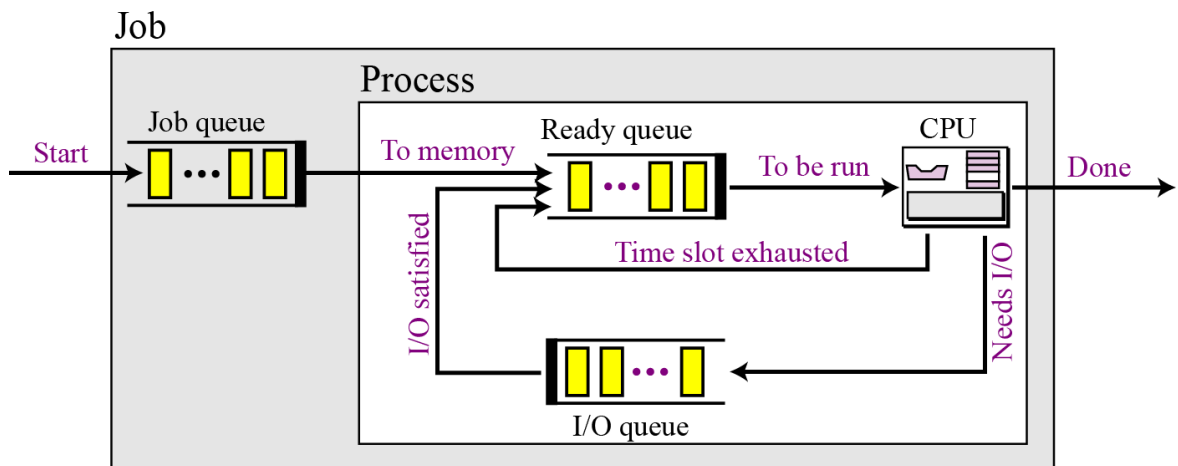 Job
Process
Job queue
Ready queue
CPU
Start
To memory
To be run
Done
Time slot exhausted
I/O satisfied
Needs I/O
I/O queue